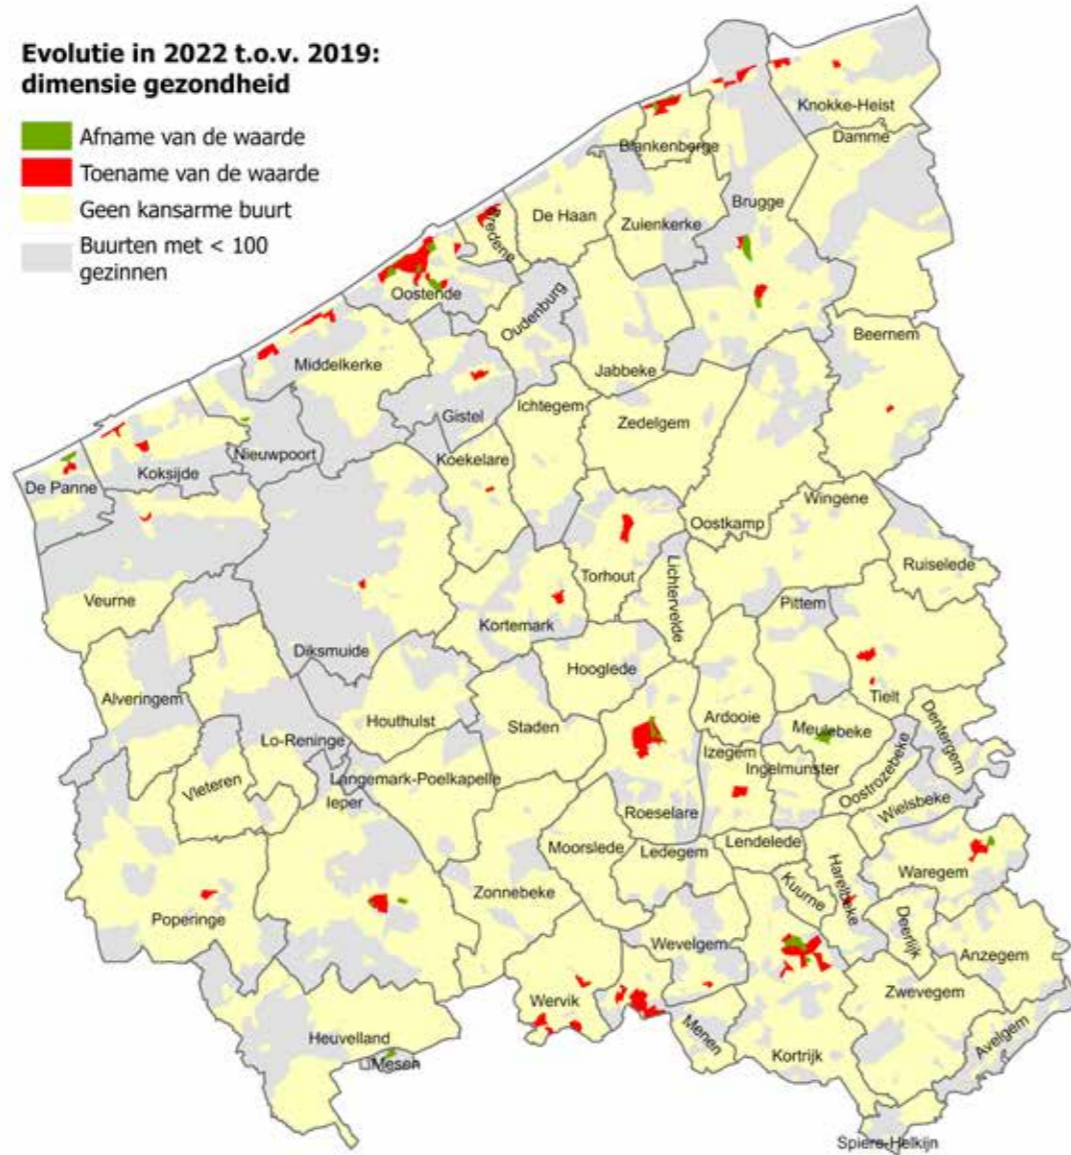 Evolutie in 2022 t.o.v. 2019:
dimensie gezondheid
Afname van de waarde
Toename van de waarde
Geen kansarme buurt
Buurten met < 100
gezinnen
Knokke-Heist
Damme
Blankenberge
Brugge
De Haan
Zuienkerke
Bredene
Oostende
Oudenburg
Beernem
Middelkerke
Jabbeke
Gistel
Ichtegem
Zedelgem
Nieuwpoort
Koekelare
Koksijde
De Panne
Wingene
Oostkamp
Ruiselede
Torhout
Lichtervelde
Veurne
Pittem
Kortemark
Diksmuide
Hooglede
Tielt
Alveringem
Houthulst
Staden
Ardooie
Meulebeke
Dentergem
Lo-Reninge
Izegem
Ingelmunster
Oostrozebeke
Vleteren
Langemark-Poelkapelle
Ieper
Roeselare
Wielsbeke
Moorslede
Ledegem
Lendelede
Waregem
Zonnebeke
Kuurne
Harelbeke
Poperinge
Deerlijk
Wevelgem
Anzegem
Wervik
Zwevegem
Heuvelland
Menen
Avelgem
Kortrijk
Mesen
Spiere-Helkijn